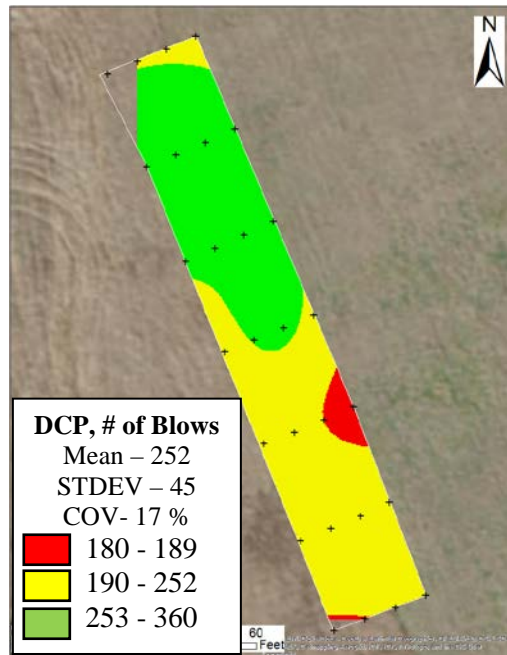 N
DCP, # of Blows
Mean – 252
STDEV – 45
COV- 17 %
180 - 189
190 - 252
253 - 360
60
Feet